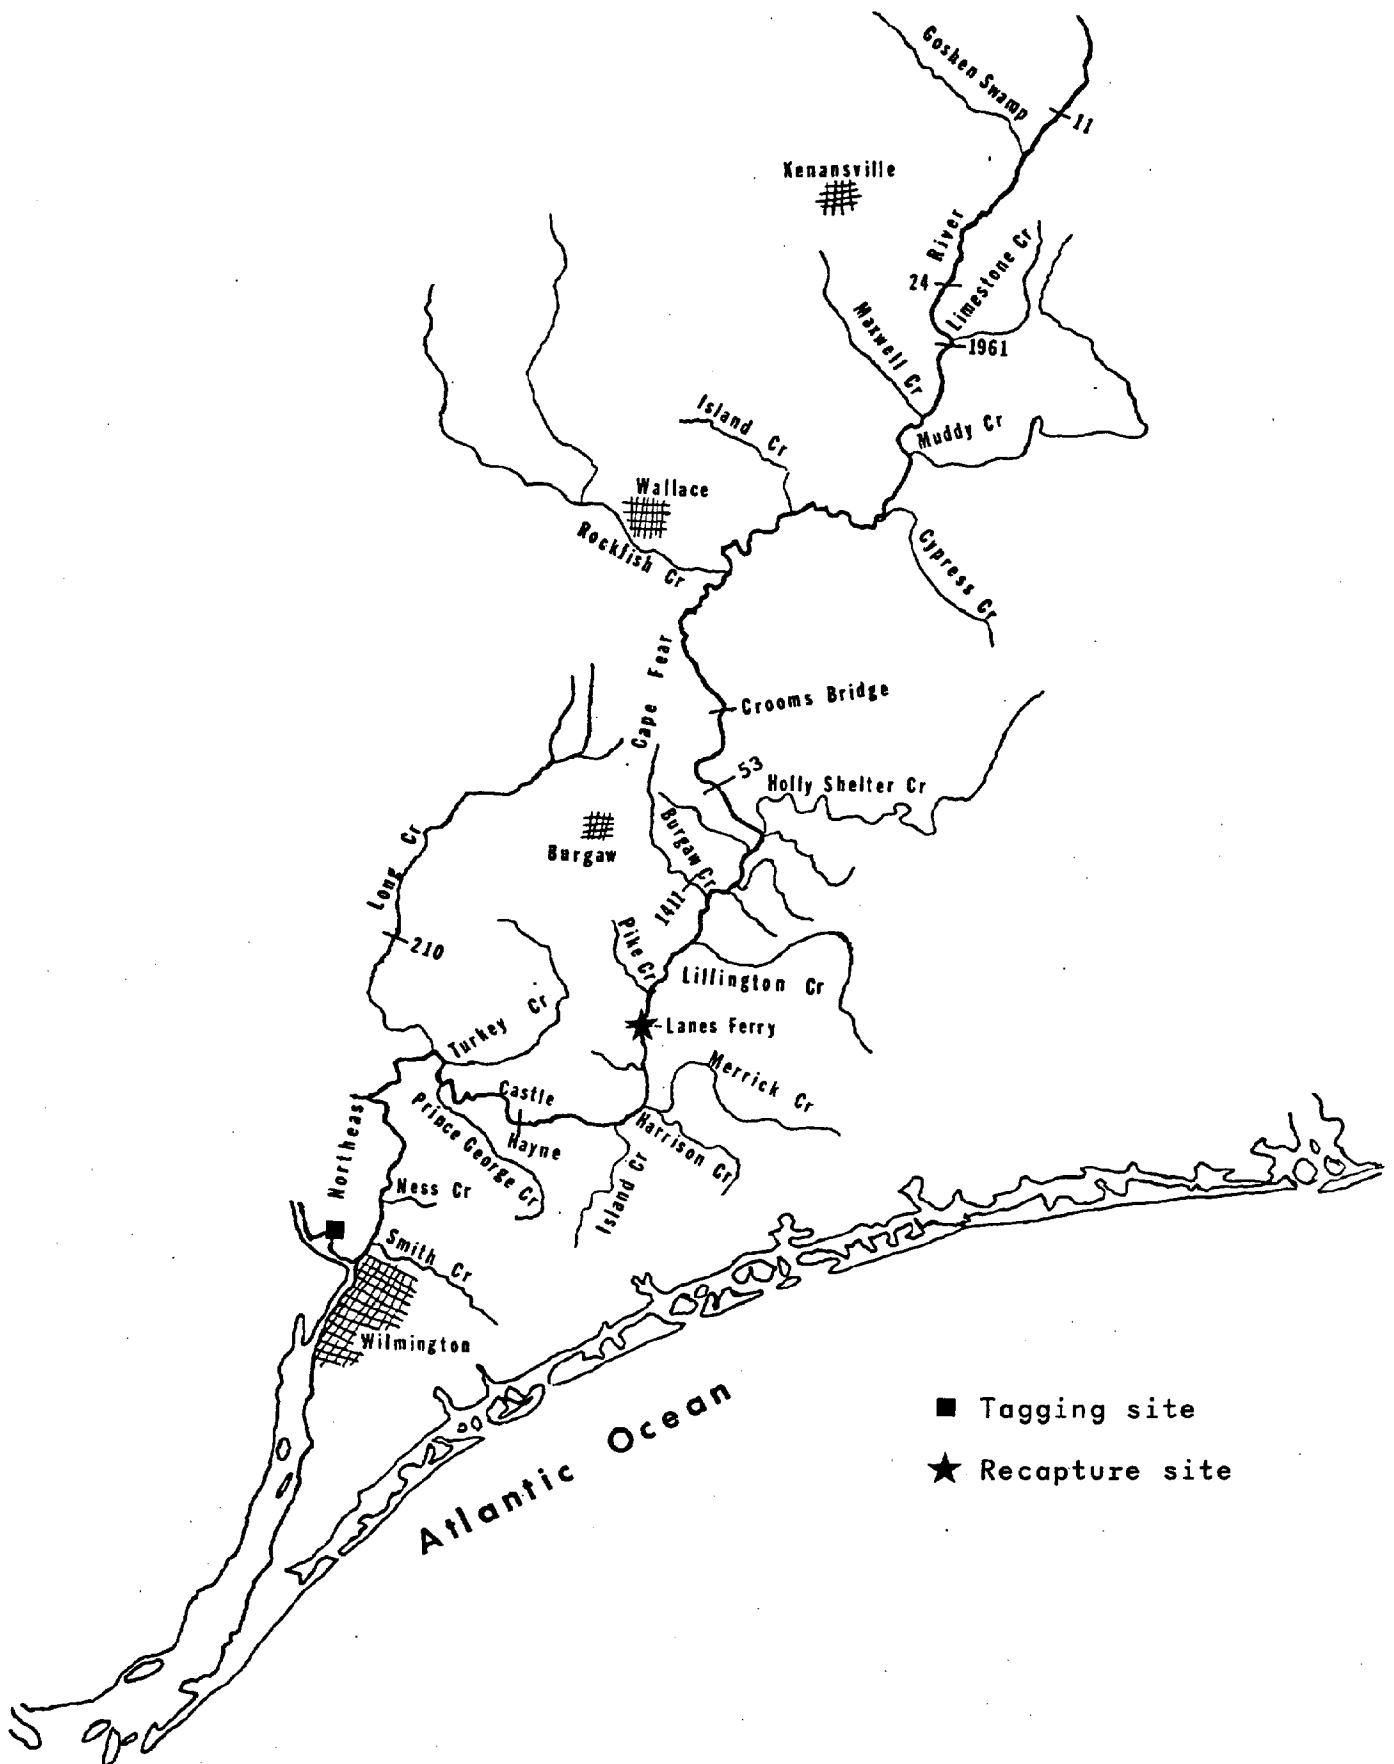 Goshen Swamp
11
Kenansville
River
Limestone Cr
24
Maxwell Cr
1961
Island Cr
Muddy Cr
Wallace
Rockfish Cr
Cypress Cr
Cape Fear
Crooms Bridge
53
Holly Shelter Cr
Burgaw Cr
Burgaw
Long Cr
1411
210
Pike Cr
Lillington Cr
Turkey Cr
Lanes Ferry
Merrick Cr
Castle
Hayne
Prince George Cr
Harrison Cr
Island Cr
Northeast
Ness Cr
Smith Cr
Wilmington
Atlantic Ocean
Tagging site
Recapture site